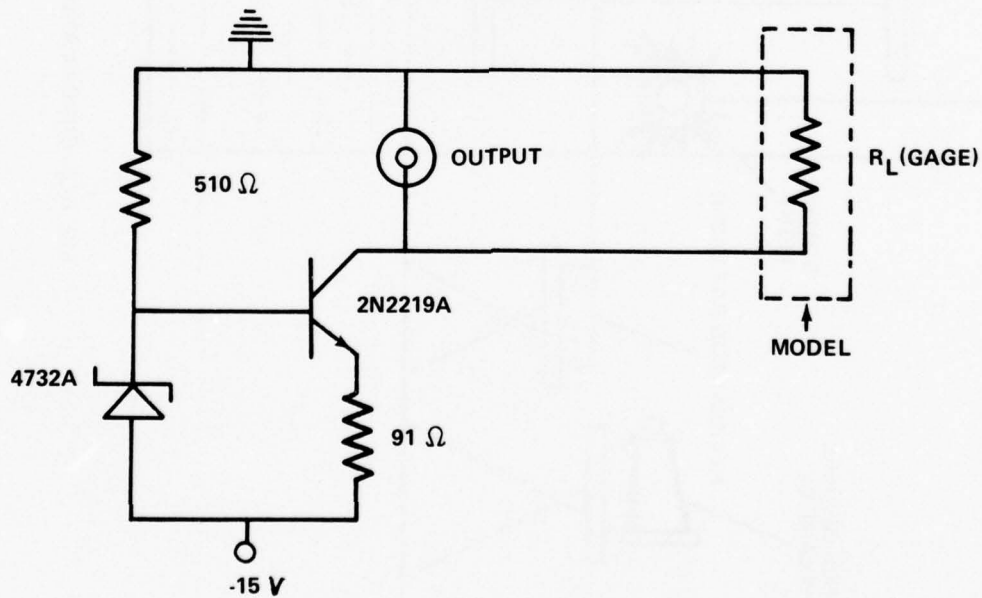 OUTPUT
R_L (GAGE)
510 Ω
2N2219A
MODEL
4732A
91 Ω
-15 V